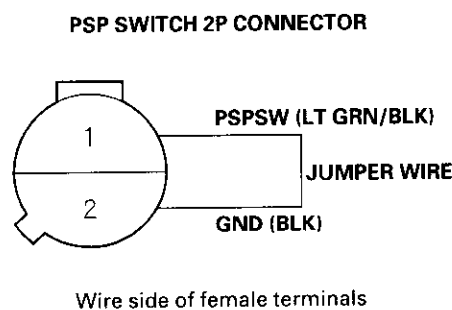 PSP SWITCH 2P CONNECTOR
1
PSPSW (LT GRN/BLK)
JUMPER WIRE
2
GND (BLK)
Wire side of female terminals